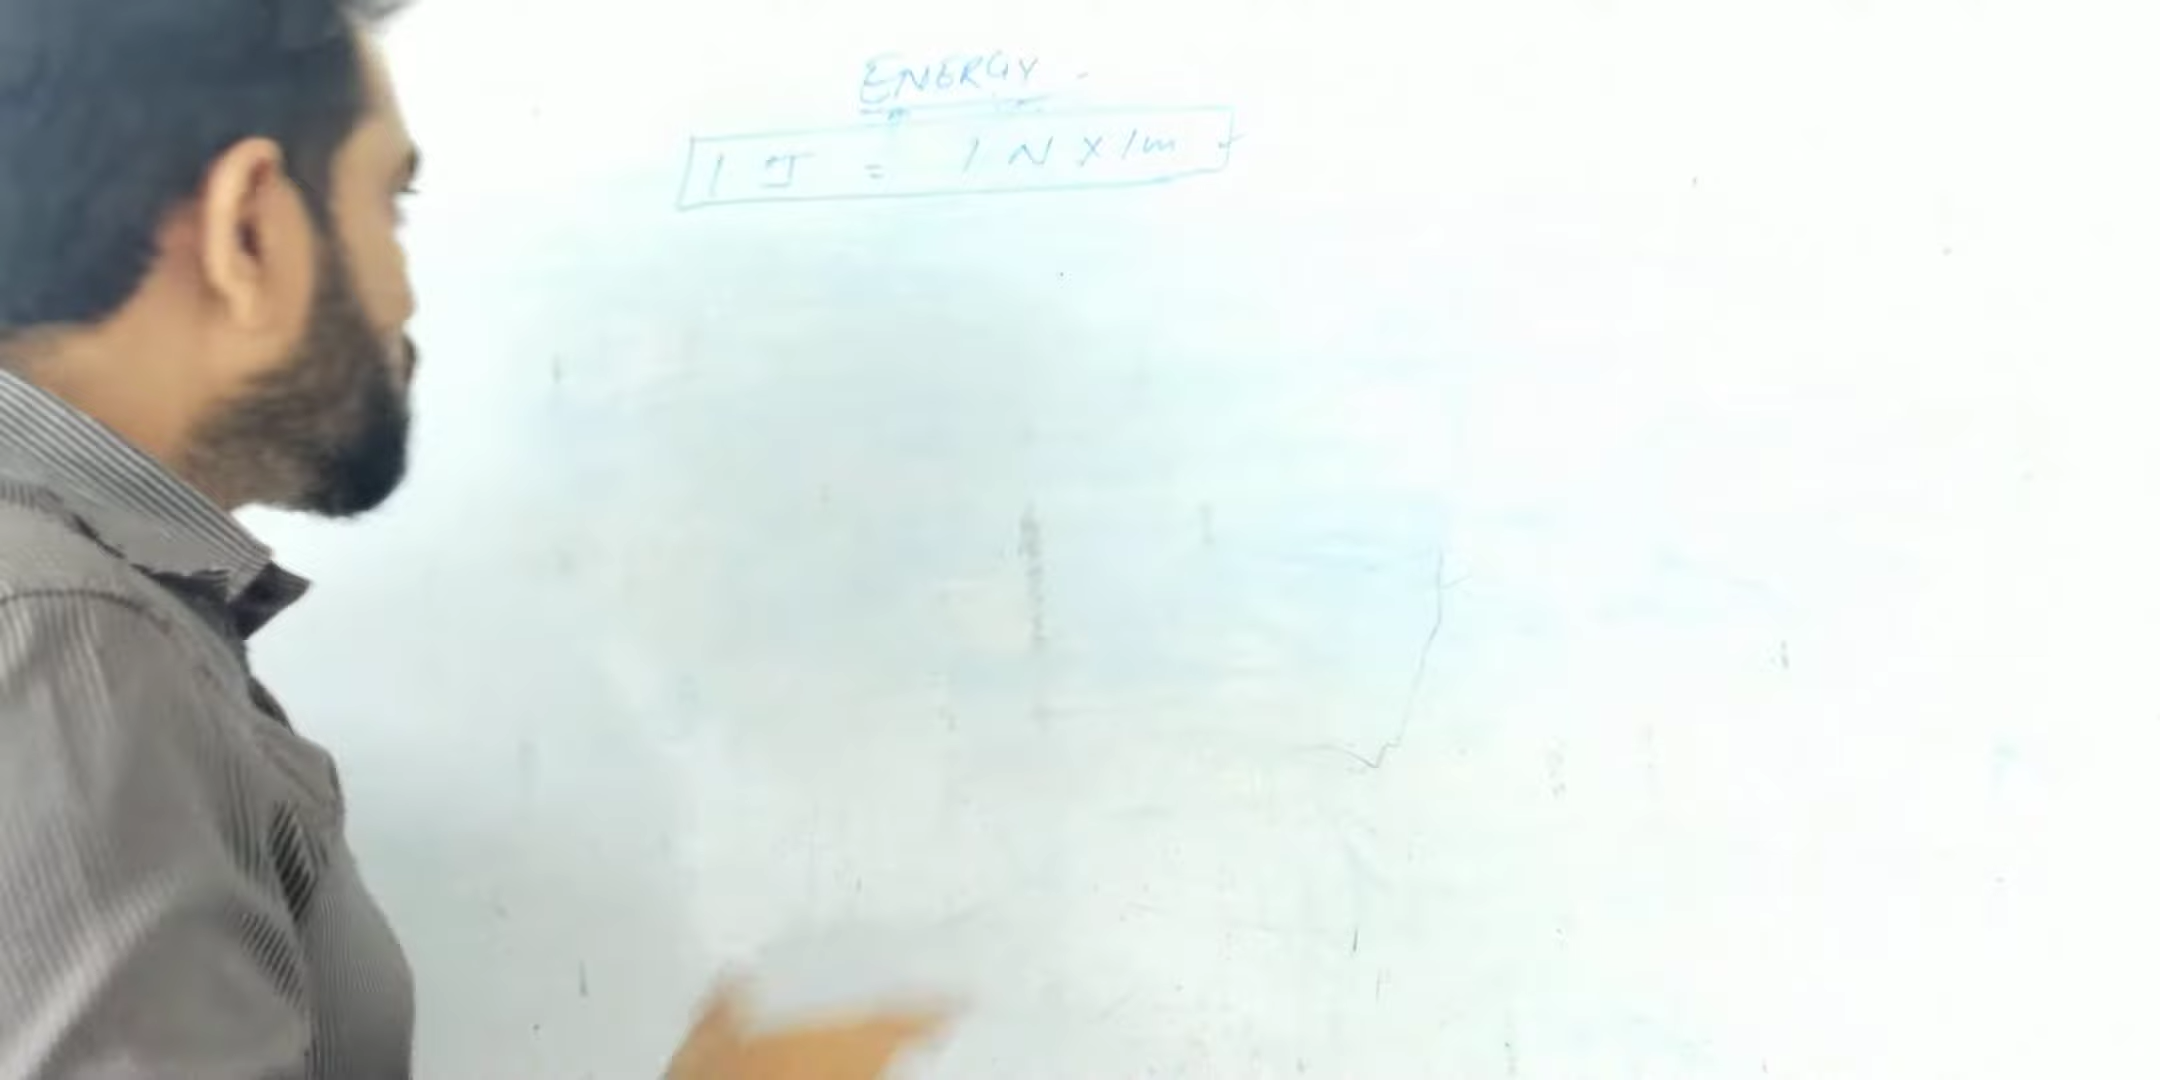 ENERGY
1 J = 1 N X 1m